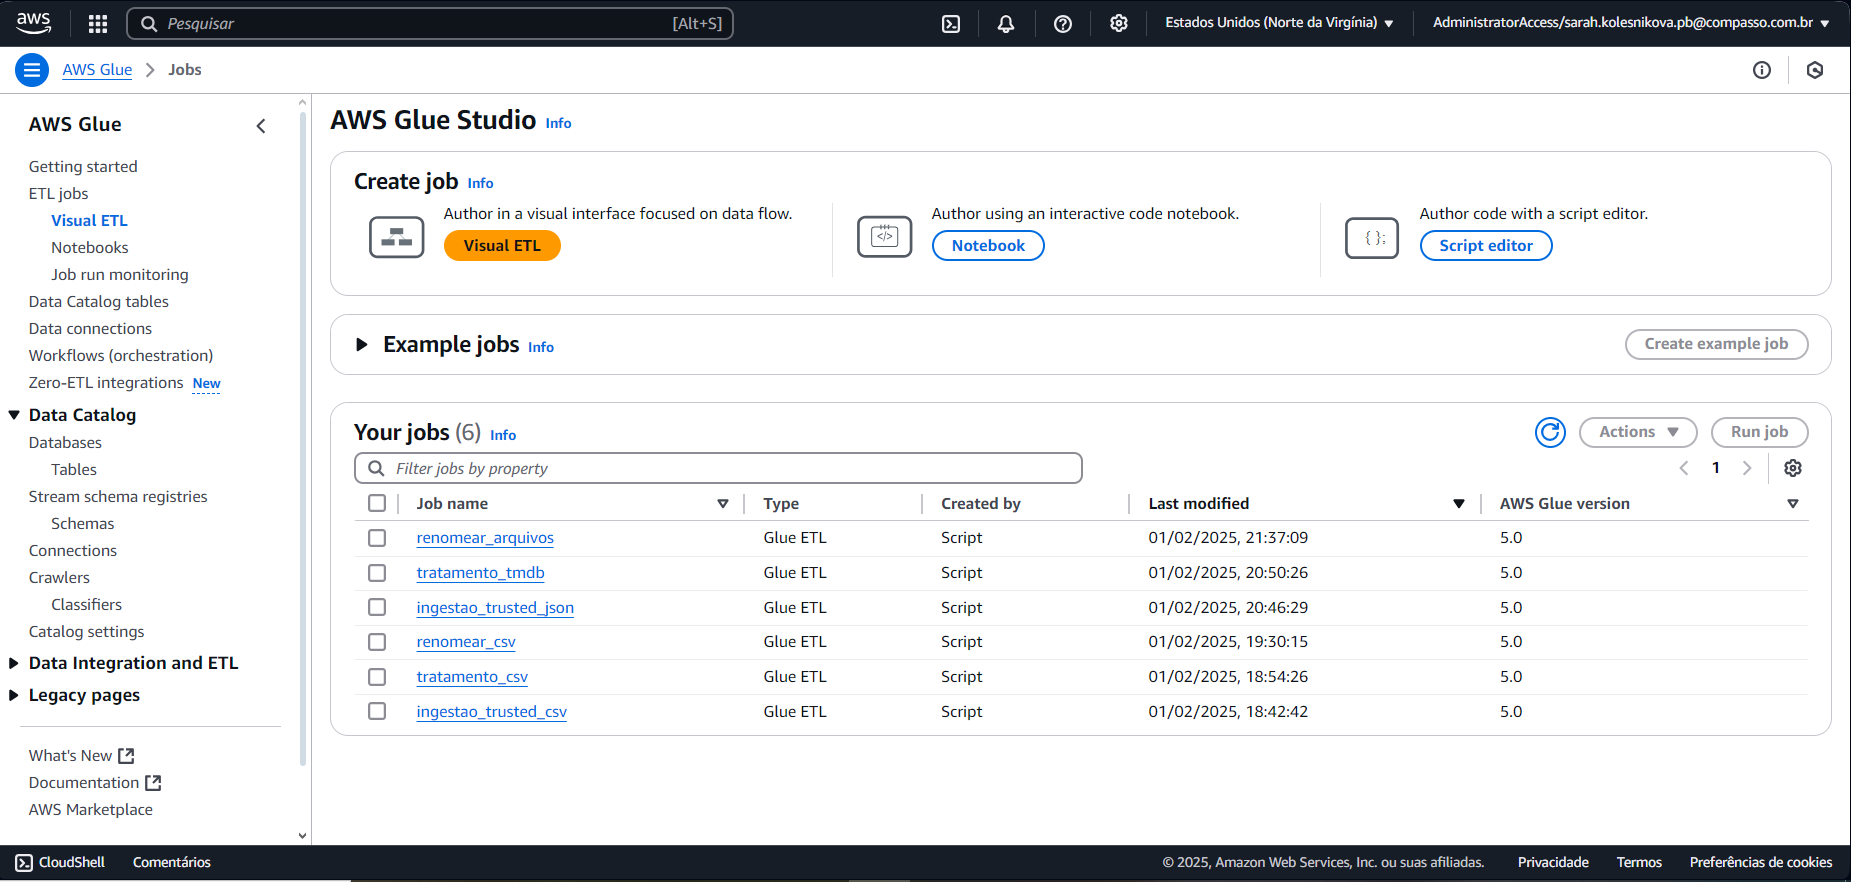 aws
Pesquisar [Alt+S] Estados Unidos (Norte da Virgínia) AdministratorAccess/sarah.kolesnikova.pb@compasso.com.br
AWS Glue Jobs
AWS Glue
Getting started
ETL jobs
Visual ETL
Notebooks
Job run monitoring
Data Catalog tables
Data connections
Workflows (orchestration)
Zero-ETL integrations New
Data Catalog
Databases
Tables
Stream schema registries
Schemas
Connections
Crawlers
Classifiers
Catalog settings
Data Integration and ETL
Legacy pages
What's New
Documentation
AWS Marketplace
AWS Glue Studio Info
Create job Info
Author in a visual interface focused on data flow.
Visual ETL
</>
Author using an interactive code notebook.
Notebook
{ };
Author code with a script editor.
Script editor
Example jobs Info Create example job
Your jobs (6) Info Actions Run job
Filter jobs by property 1
Job name Type Created by Last modified AWS Glue version
renomear_arquivos Glue ETL Script 01/02/2025, 21:37:09 5.0
tratamento_tmdb Glue ETL Script 01/02/2025, 20:50:26 5.0
ingestao_trusted_json Glue ETL Script 01/02/2025, 20:46:29 5.0
renomear_csv Glue ETL Script 01/02/2025, 19:30:15 5.0
tratamento_csv Glue ETL Script 01/02/2025, 18:54:26 5.0
ingestao_trusted_csv Glue ETL Script 01/02/2025, 18:42:42 5.0
CloudShell Comentários © 2025, Amazon Web Services, Inc. ou suas afiliadas. Privacidade Termos Preferências de cookies